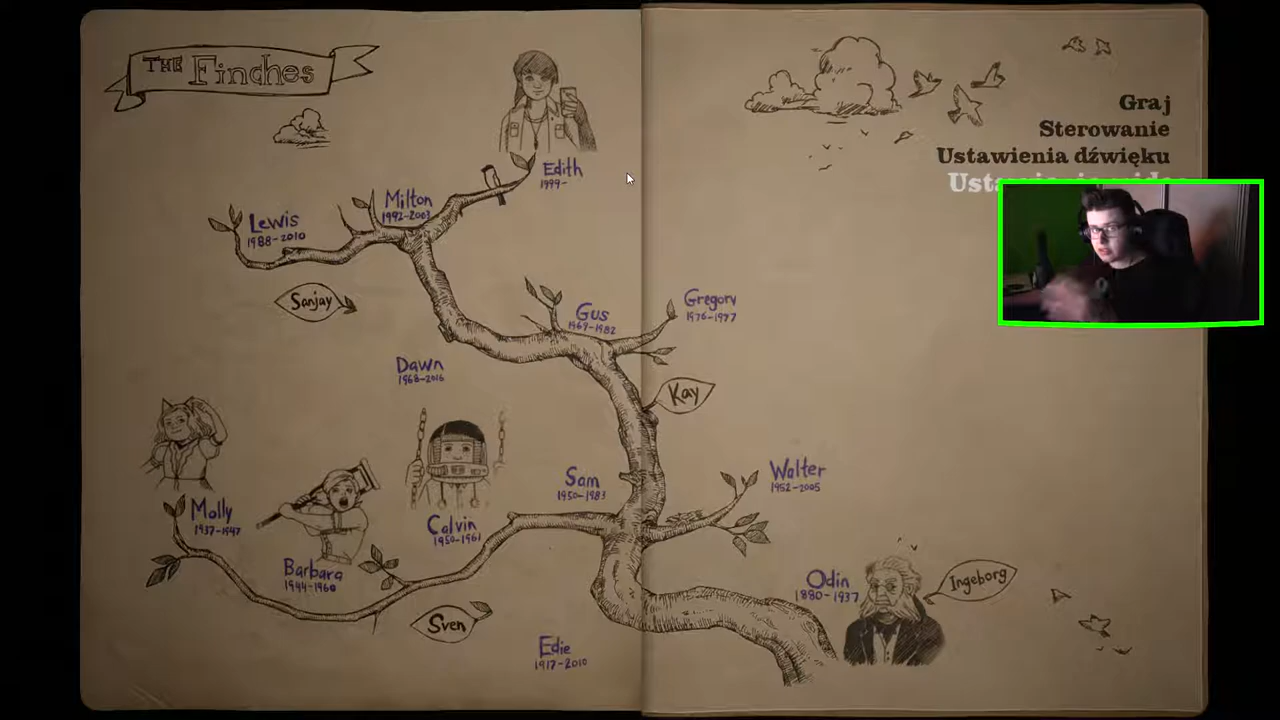 THE Finches
Edith
1999-
Graj
Sterowanie
Ustawienia dźwięku
Milton
1992-2003
Lewis
1988-2010
Sanjay
Gus
1969-1982
Gregory
1976-1977
Dawn
1968-2016
Kay
Sam
1950-1983
Walter
1952-2005
Molly
1937-1947
Calvin
1950-1961
Barbara
1944-1960
Sven
Odin
1880-1937
Ingeborg
Edie
1917-2010